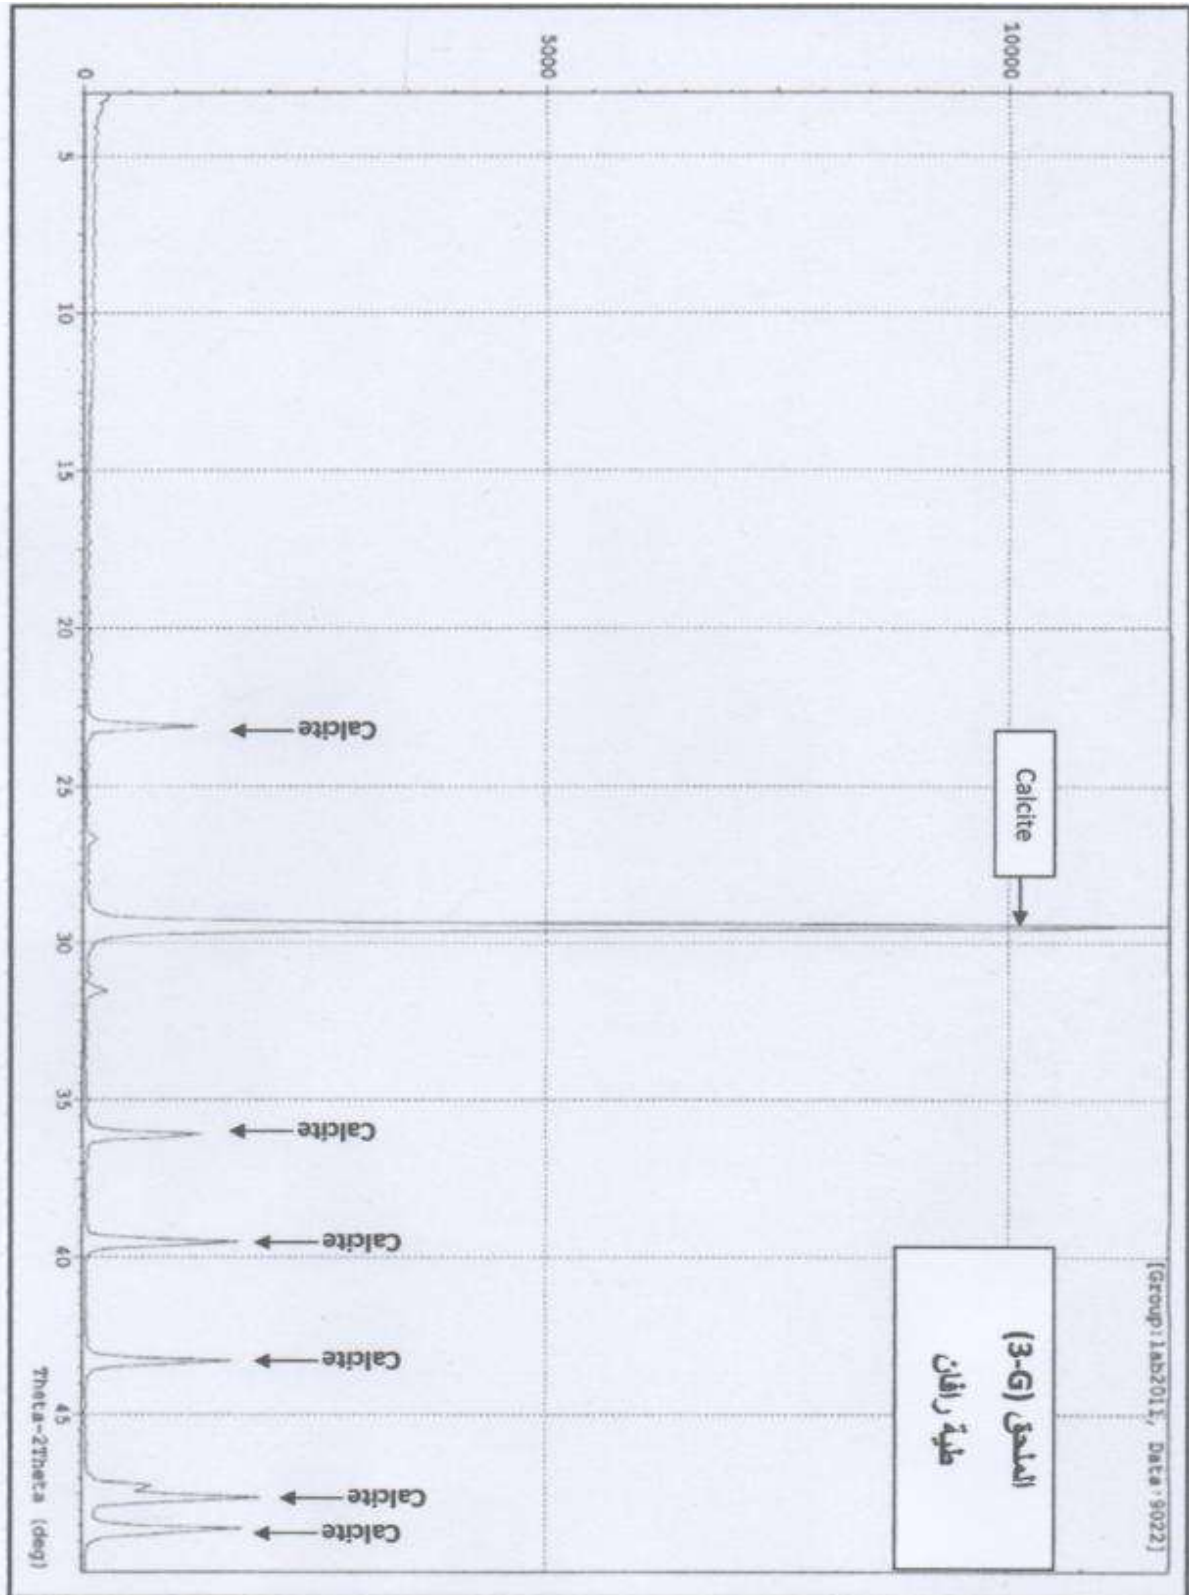 [Group:lab2011, Data:9022]
10000
5000
0
Calcite
الملحق (3-G)
طية رافان
Calcite
Calcite
Calcite
Calcite
Calcite
Calcite
5
10
15
20
25
30
35
40
45
Theta-2Theta (deg)